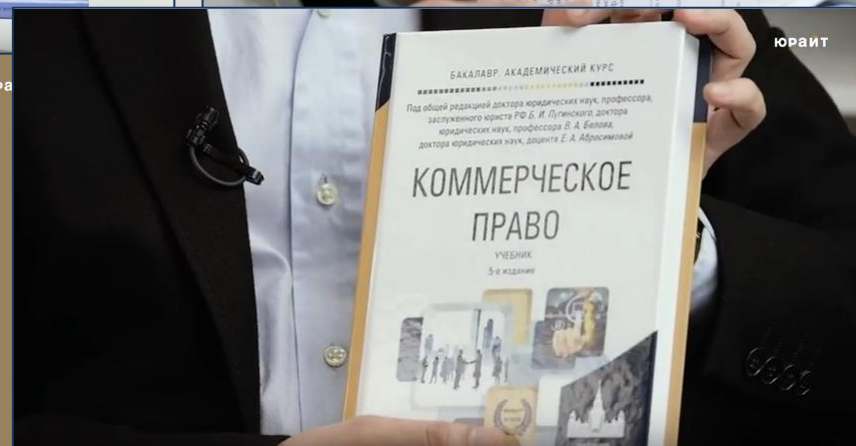 юрайт
БАКАЛАВР. АКАДЕМИЧЕСКИЙ КУРС
Под общей редакцией доктора юридических наук, профессора,
заслуженного юриста РФ Б. И. Пугинского, доктора
юридических наук, профессора В. А. Белова,
доктора юридических наук, доцента Е. А. Абросимовой
КОММЕРЧЕСКОЕ
ПРАВО
УЧЕБНИК
5-е издание